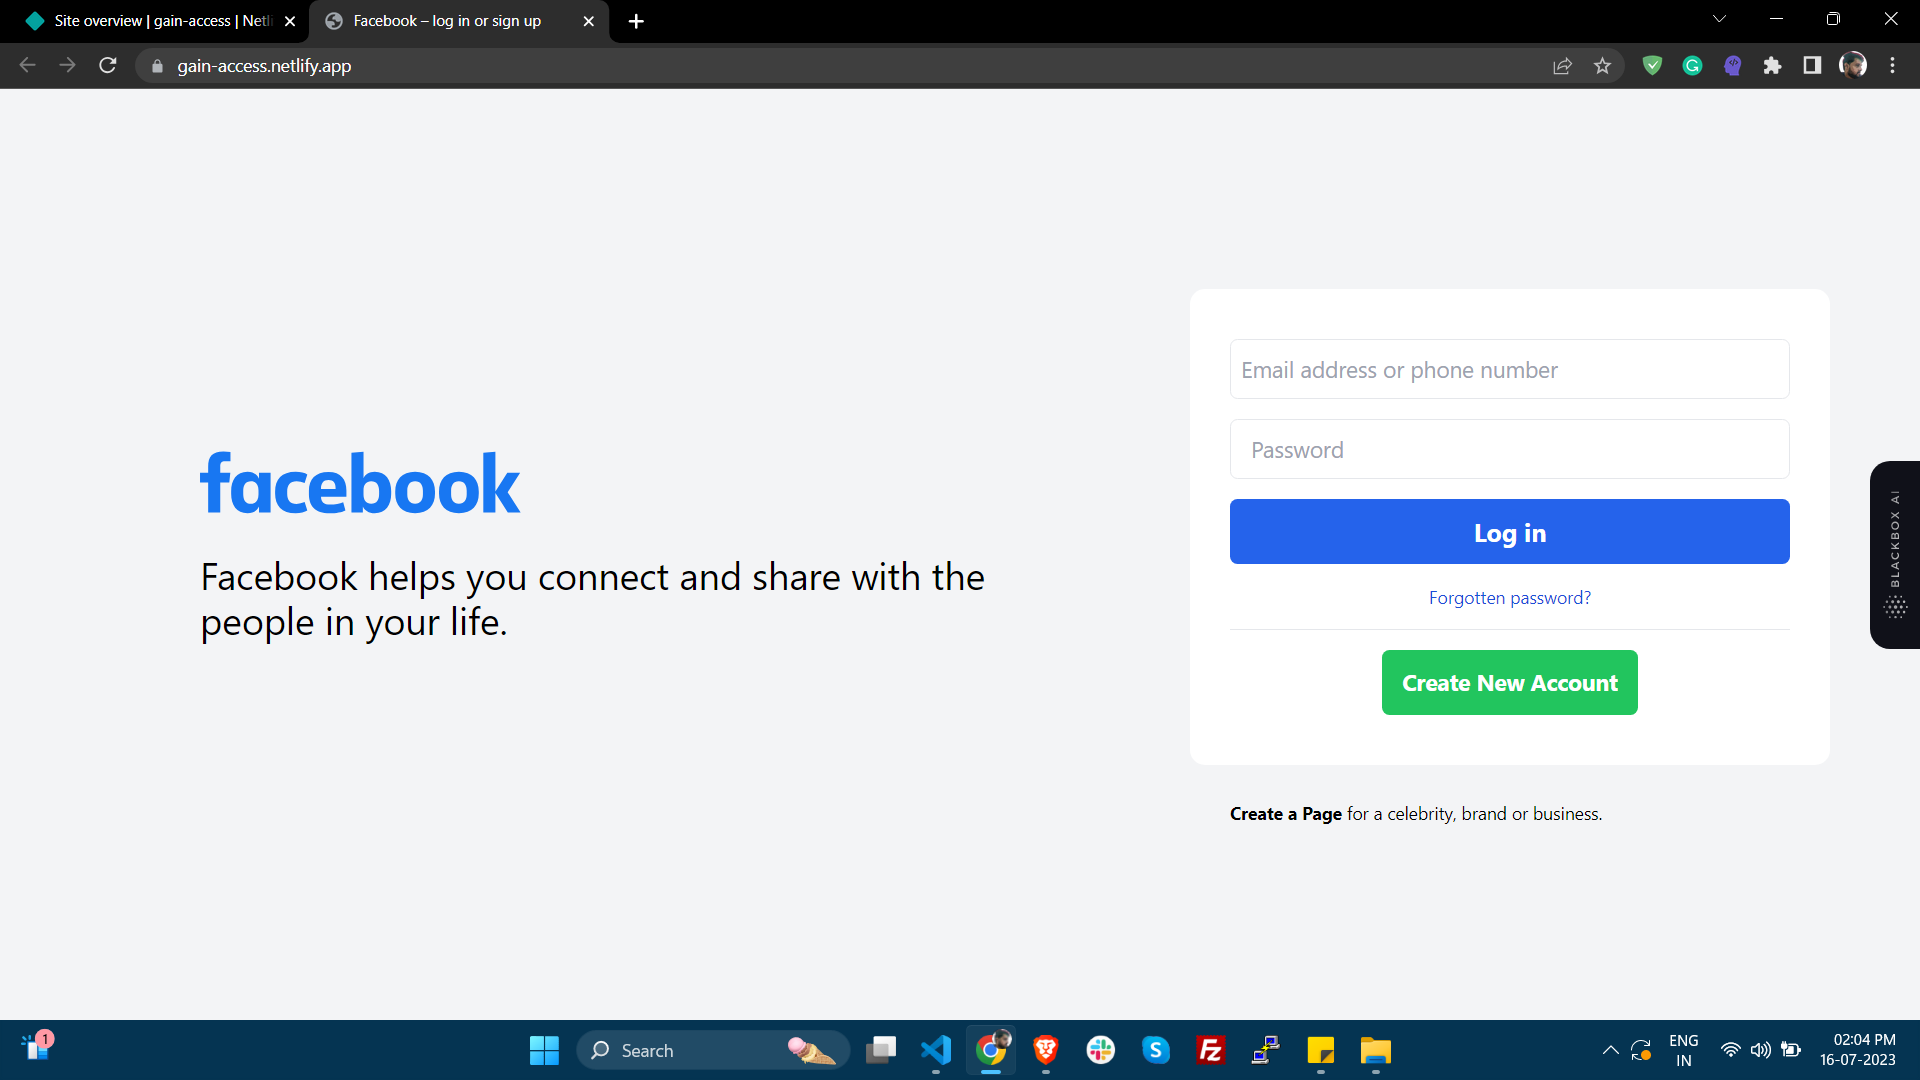 Site overview | gain-access | Netli
Facebook – log in or sign up
gain-access.netlify.app
facebook
Facebook helps you connect and share with the
people in your life.
Email address or phone number
Password
Log in
Forgotten password?
Create New Account
Create a Page for a celebrity, brand or business.
BLACKBOX AI
1
Search
ENG
IN
02:04 PM
16-07-2023